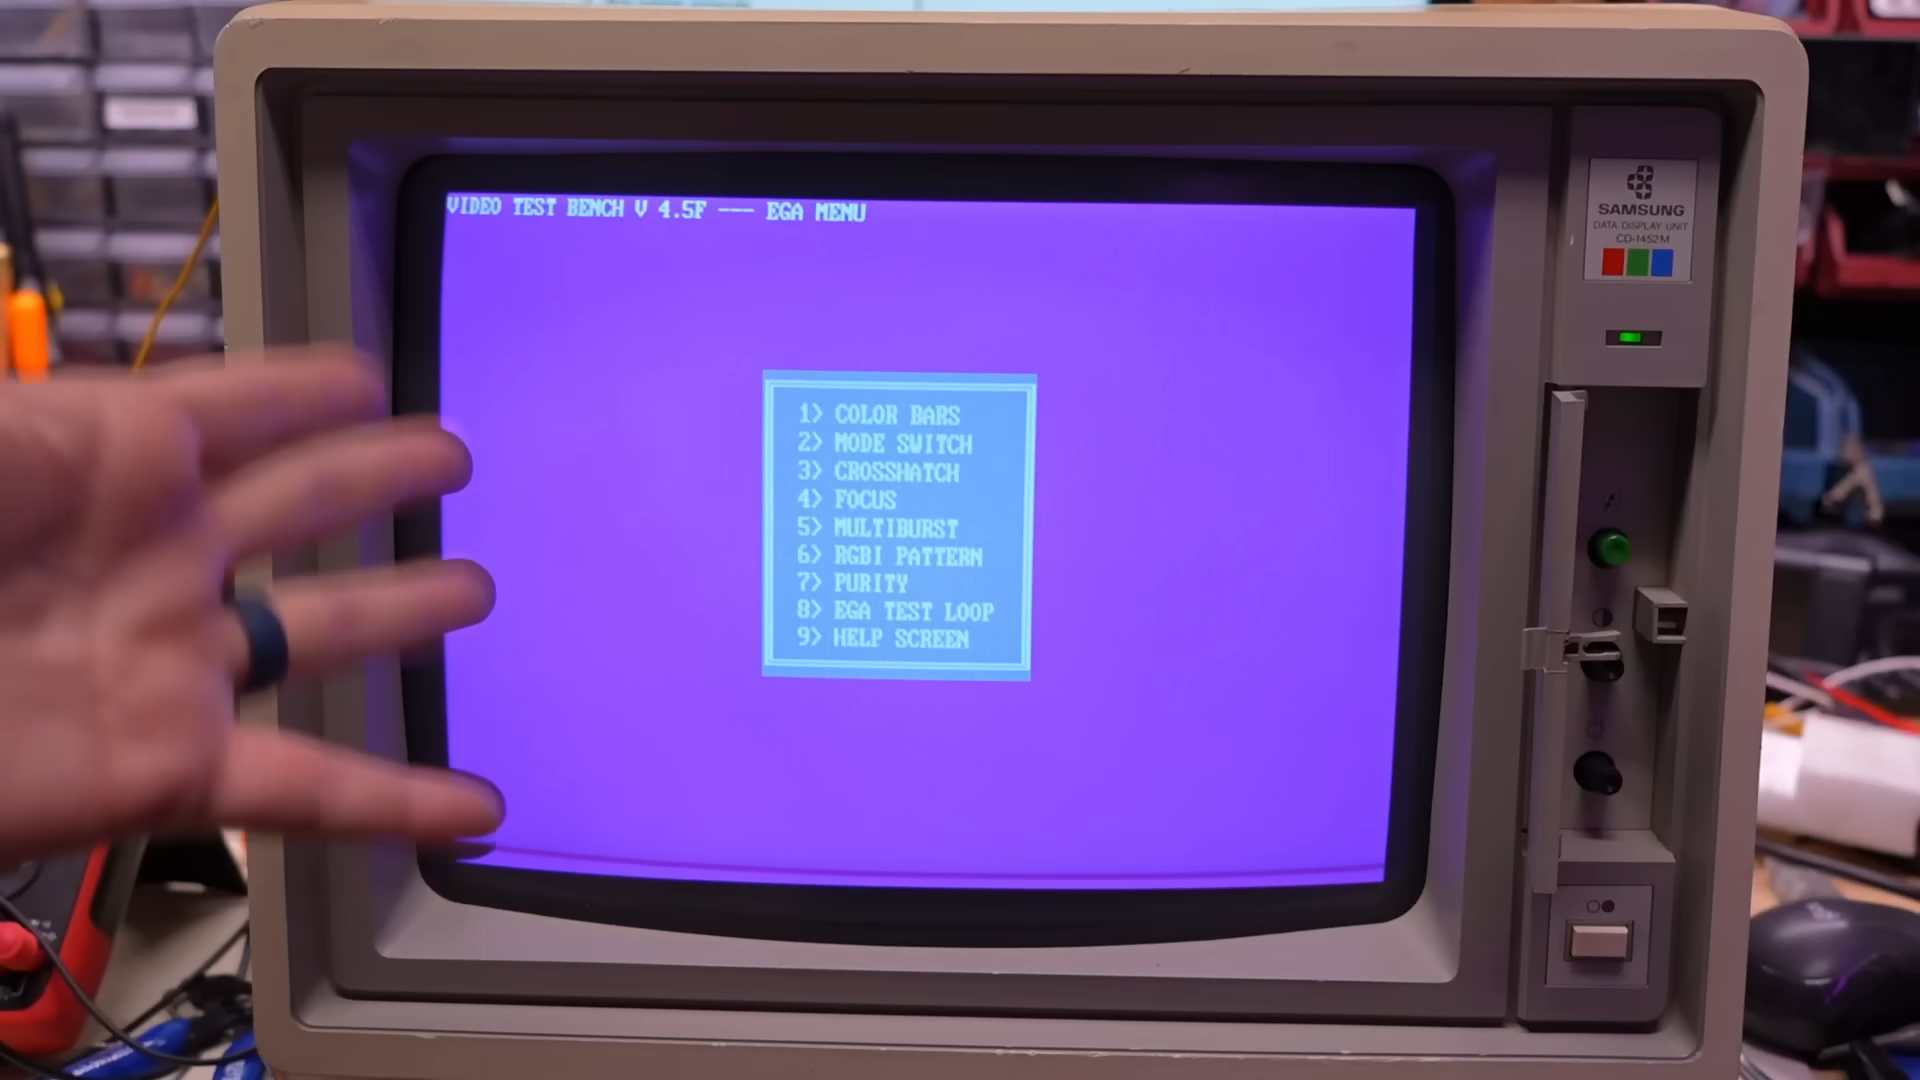 VIDEO TEST BENCH V 4.5F --- EGA MENU
1> COLOR BARS
2> MODE SWITCH
3> CROSSHATCH
4> FOCUS
5> MULTIBURST
6> RGBI PATTERN
7> PURITY
8> EGA TEST LOOP
9> HELP SCREEN
SAMSUNG
DATA DISPLAY UNIT
CD-1452M